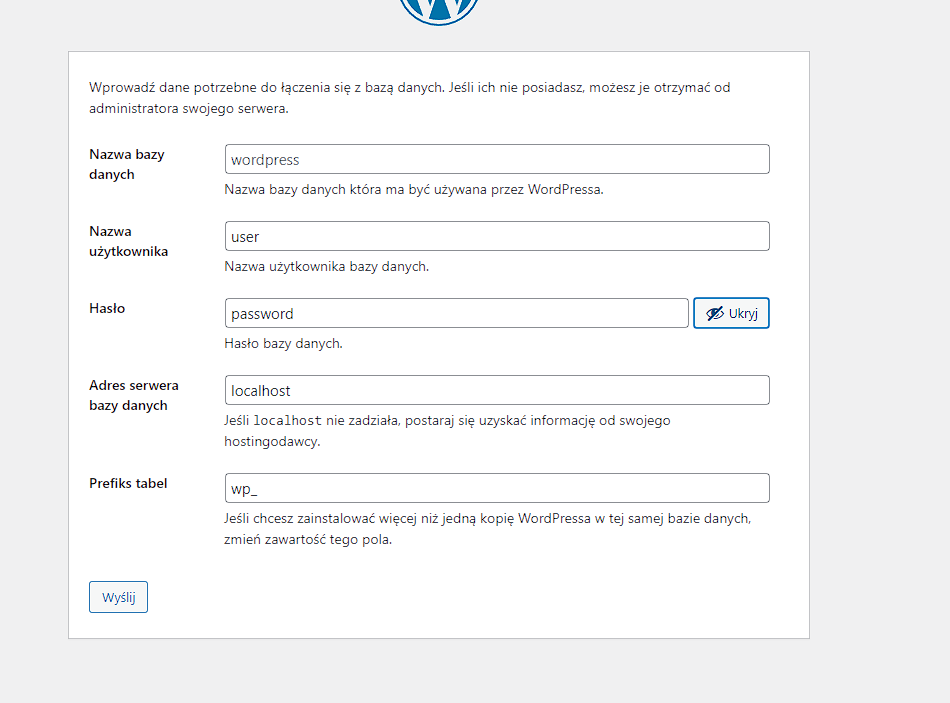 Wprowadź dane potrzebne do łączenia się z bazą danych. Jeśli ich nie posiadasz, możesz je otrzymać od
administratora swojego serwera.
Nazwa bazy
danych
wordpress
Nazwa bazy danych która ma być używana przez WordPressa.
Nazwa
użytkownika
user
Nazwa użytkownika bazy danych.
Hasło
password
Ukryj
Hasło bazy danych.
Adres serwera
bazy danych
localhost
Jeśli localhost nie zadziała, postaraj się uzyskać informację od swojego
hostingodawcy.
Prefiks tabel
wp_
Jeśli chcesz zainstalować więcej niż jedną kopię WordPressa w tej samej bazie danych,
zmień zawartość tego pola.
Wyślij